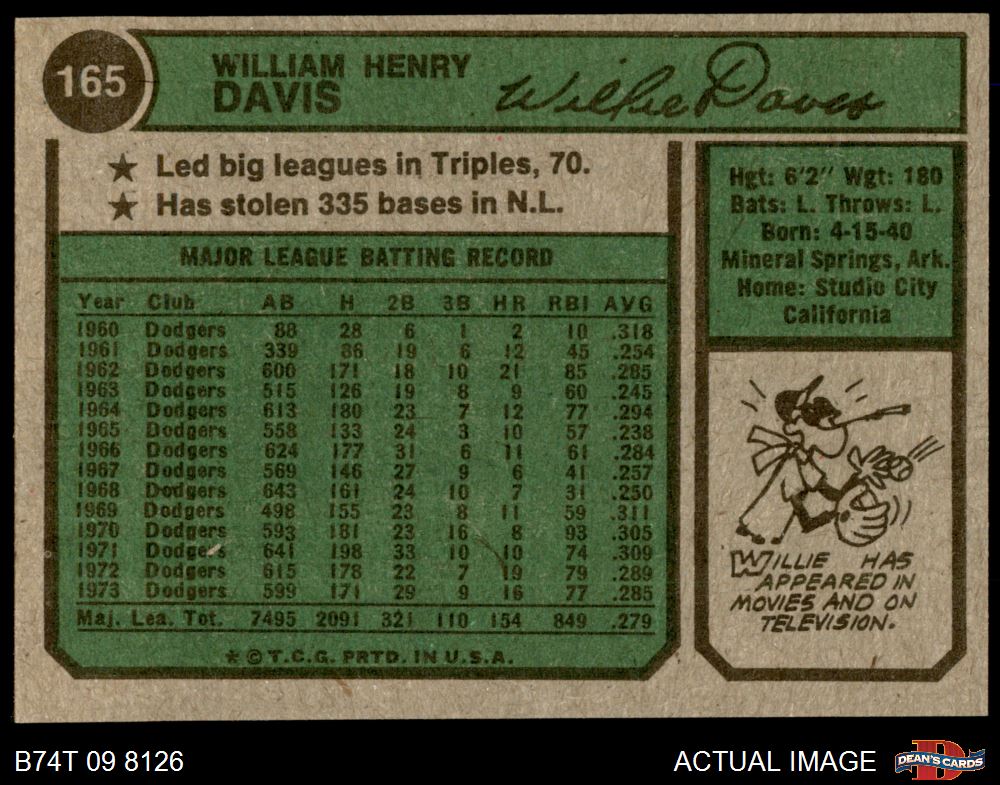 165
WILLIAM HENRY
DAVIS
Willie Davis
★ Led big leagues in Triples, 70.
★ Has stolen 335 bases in N.L.
MAJOR LEAGUE BATTING RECORD
Year Club AB H 2B 3B HR RBI AVG
1960 Dodgers 88 28 6 1 2 10 .318
1961 Dodgers 339 86 19 6 12 45 .254
1962 Dodgers 600 171 18 10 21 85 .285
1963 Dodgers 515 126 19 8 9 60 .245
1964 Dodgers 613 180 23 7 12 77 .294
1965 Dodgers 558 133 24 3 10 57 .238
1966 Dodgers 624 177 31 6 11 61 .284
1967 Dodgers 569 146 27 9 6 41 .257
1968 Dodgers 643 161 24 10 7 31 .250
1969 Dodgers 498 155 23 8 11 59 .311
1970 Dodgers 593 181 23 16 8 93 .305
1971 Dodgers 641 198 33 10 10 74 .309
1972 Dodgers 615 178 22 7 19 79 .289
1973 Dodgers 599 171 29 9 16 77 .285
Maj. Lea. Tot. 7495 2091 321 110 154 849 .279
★ © T.C.G. PRTD. IN U.S.A.
Hgt: 6'2" Wgt: 180
Bats: L. Throws: L.
Born: 4-15-40
Mineral Springs, Ark.
Home: Studio City
California
WILLIE HAS
APPEARED IN
MOVIES AND ON
TELEVISION.
B74T 09 8126
ACTUAL IMAGE
D
DEAN'S CARDS